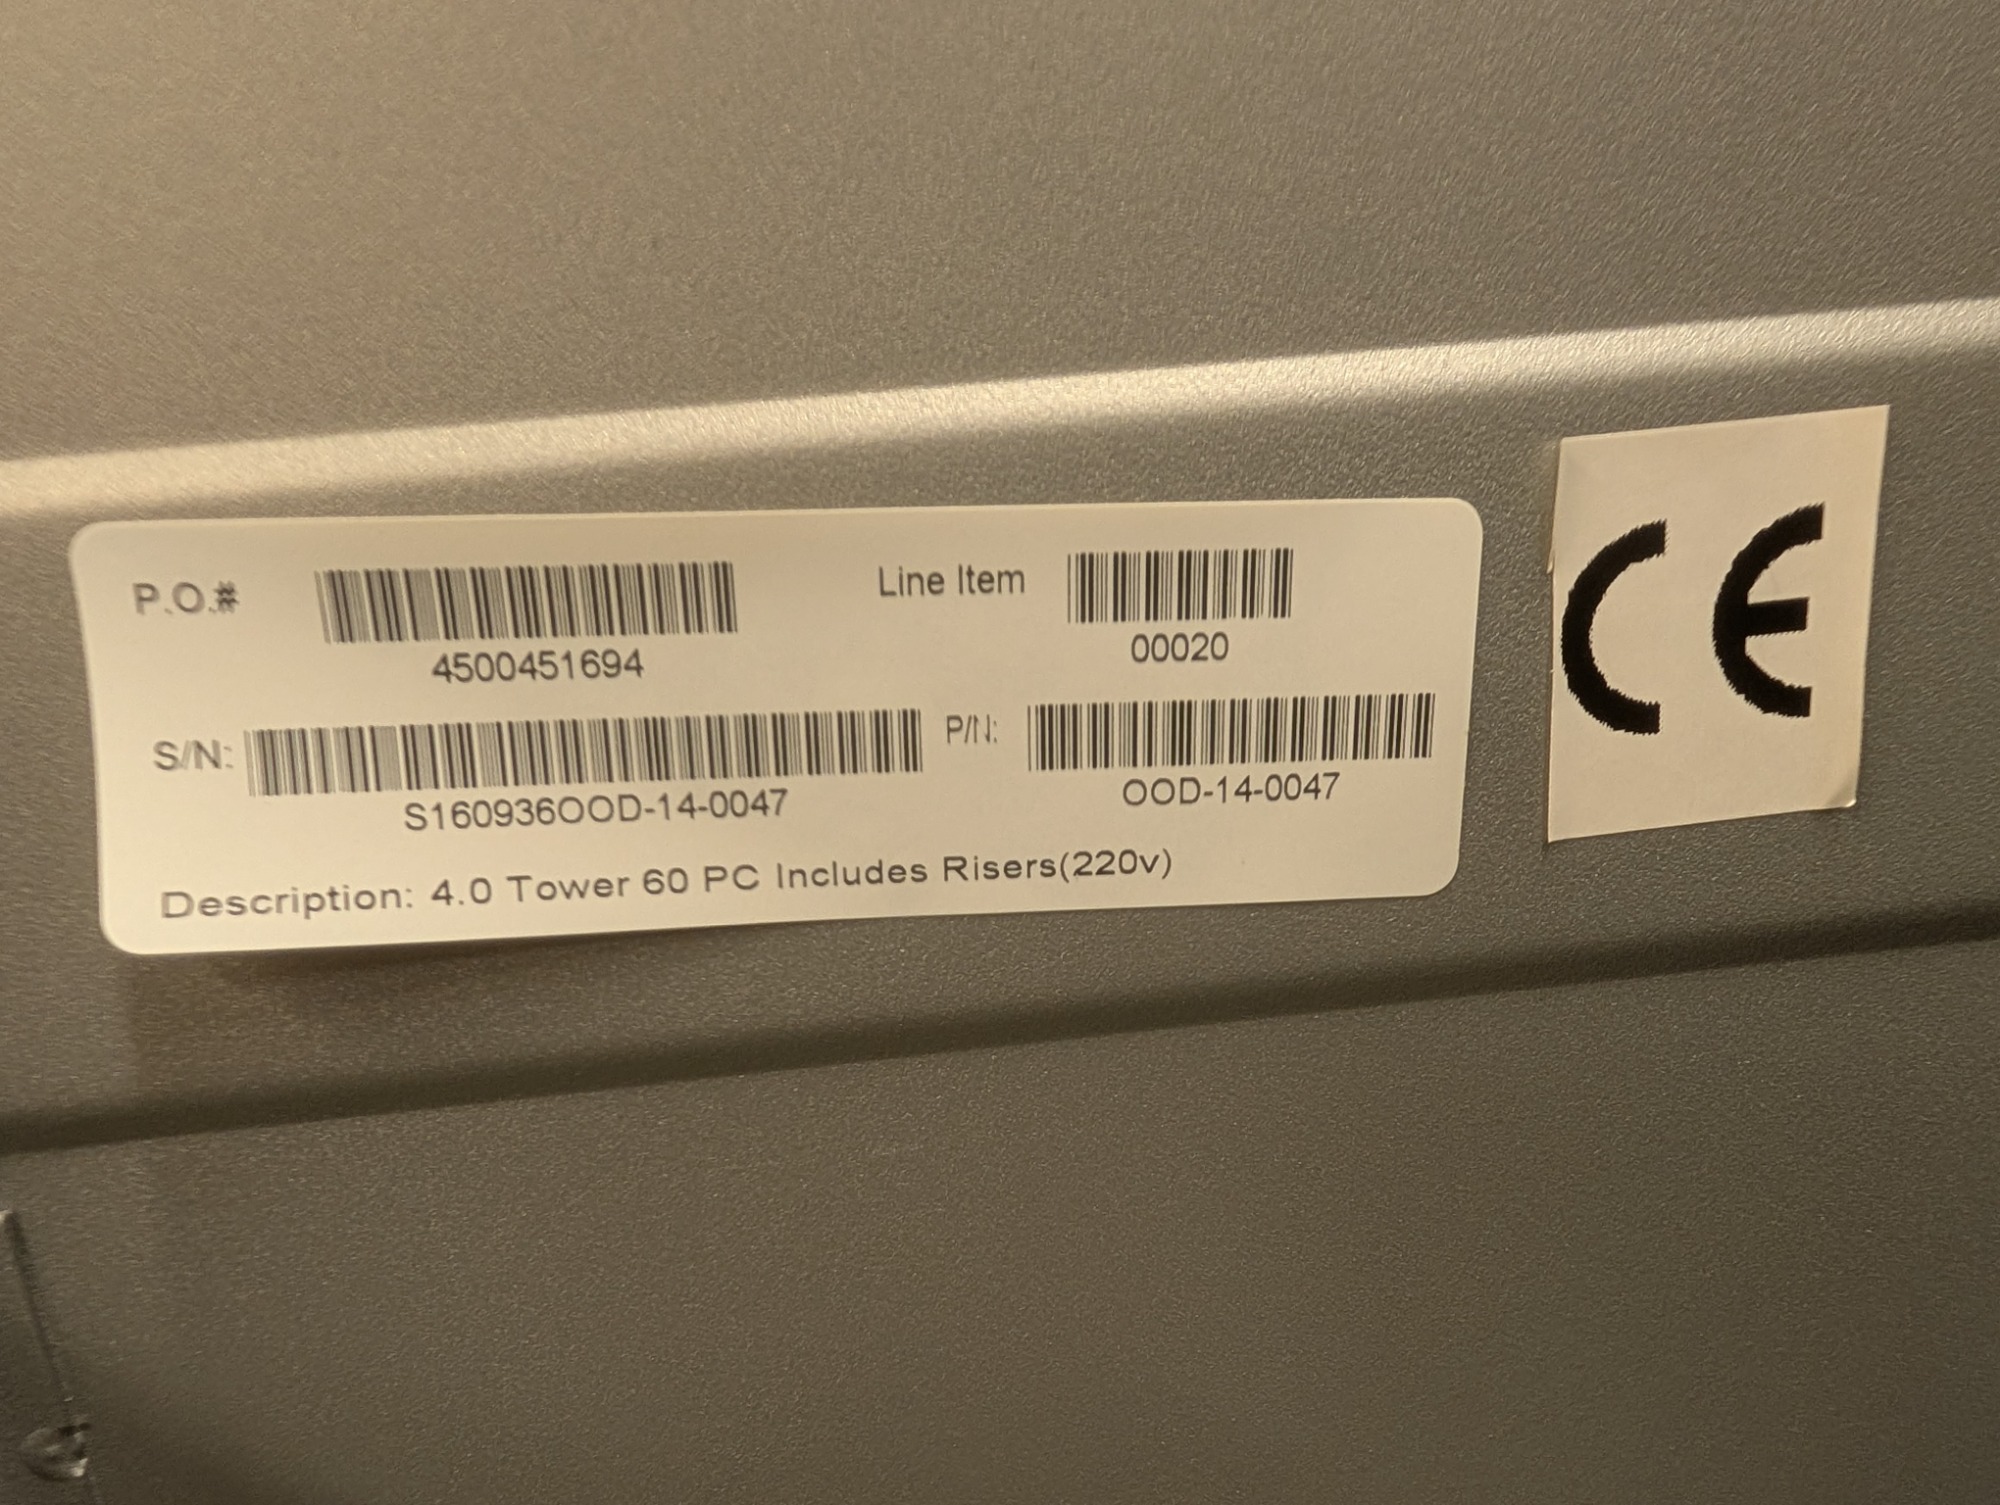 P.O.# Line Item
4500451694 00020
S/N: P/N:
S160936OOD-14-0047 OOD-14-0047
Description: 4.0 Tower 60 PC Includes Risers(220v)
CE